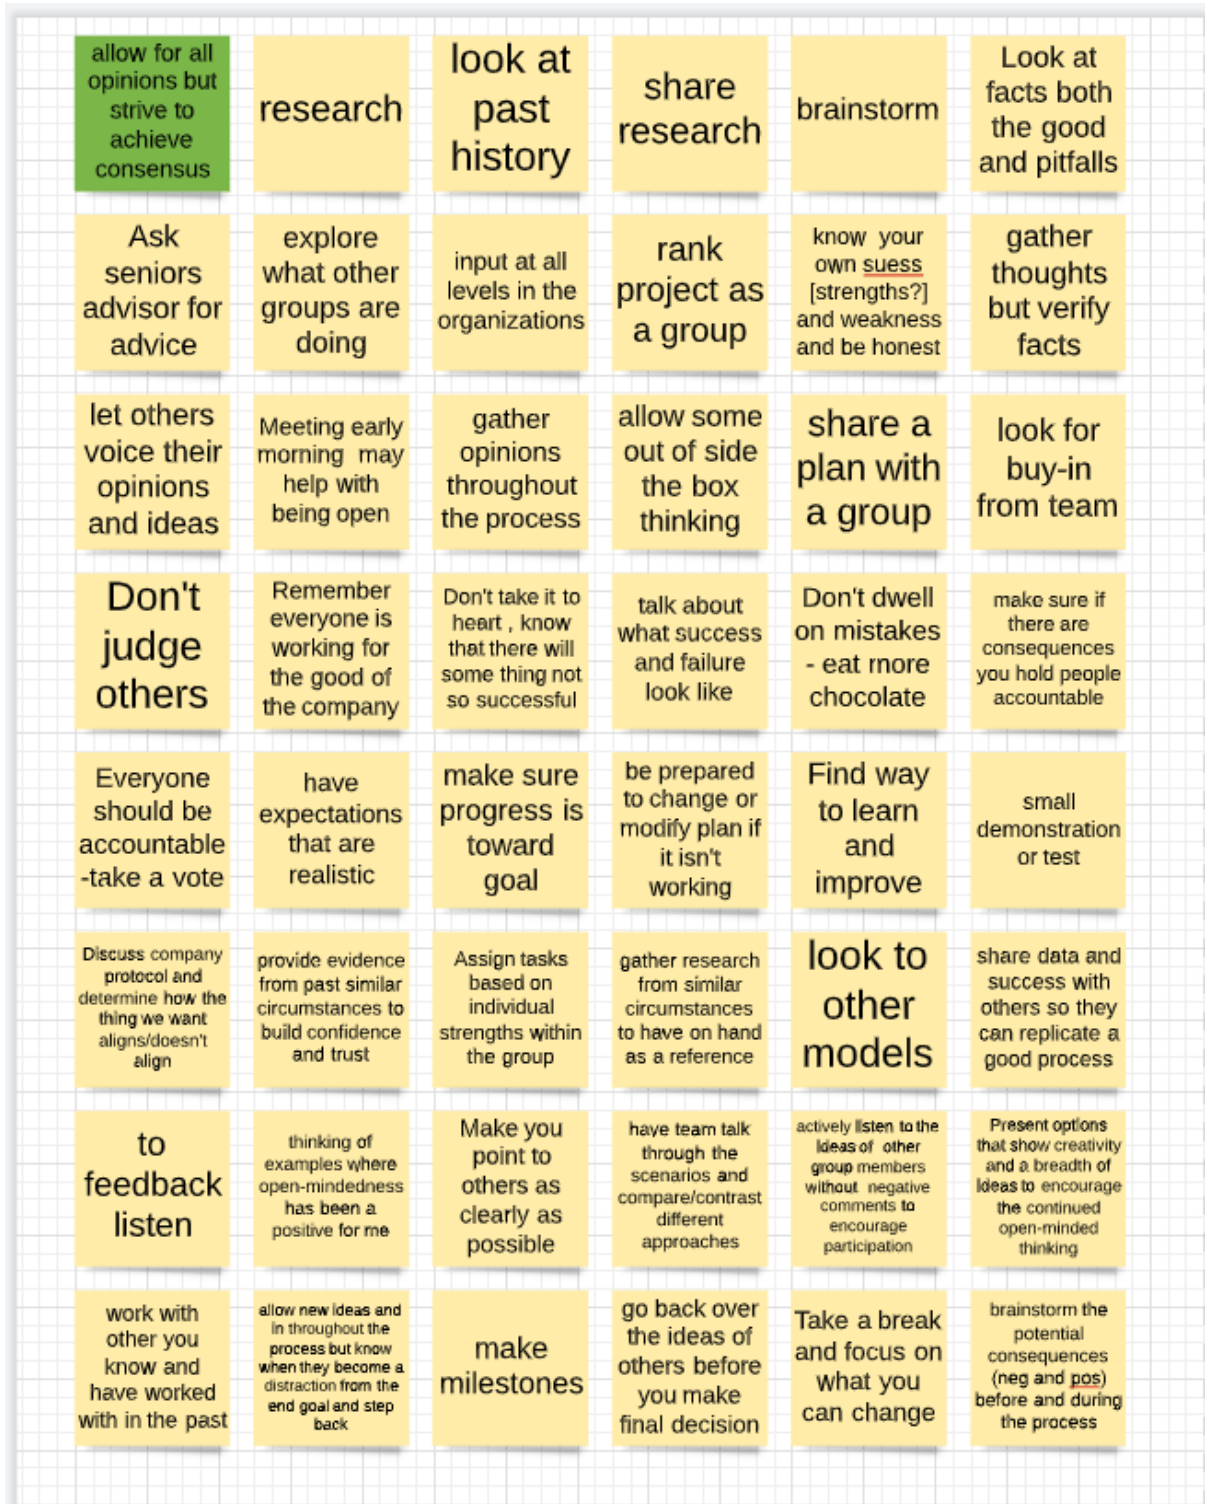 allow for all
opinions but
strive to
achieve
consensus
research
look at
past
history
share
research
brainstorm
Look at
facts both
the good
and pitfalls
Ask
seniors
advisor for
advice
explore
what other
groups are
doing
input at all
levels in the
organizations
rank
project as
a group
know your
own suess
[strengths?]
and weakness
and be honest
gather
thoughts
but verify
facts
let others
voice their
opinions
and ideas
Meeting early
morning may
help with
being open
gather
opinions
throughout
the process
allow some
out of side
the box
thinking
share a
plan with
a group
look for
buy-in
from team
Don't
judge
others
Remember
everyone is
working for
the good of
the company
Don't take it to
heart , know
that there will
some thing not
so successful
talk about
what success
and failure
look like
Don't dwell
on mistakes
- eat more
chocolate
make sure if
there are
consequences
you hold people
accountable
Everyone
should be
accountable
-take a vote
have
expectations
that are
realistic
make sure
progress is
toward
goal
be prepared
to change or
modify plan if
it isn't
working
Find way
to learn
and
improve
small
demonstration
or test
Discuss company
protocol and
determine how the
thing we want
aligns/doesn't
align
provide evidence
from past similar
circumstances to
build confidence
and trust
Assign tasks
based on
individual
strengths within
the group
gather research
from similar
circumstances
to have on hand
as a reference
look to
other
models
share data and
success with
others so they
can replicate a
good process
to
feedback
listen
thinking of
examples where
open-mindedness
has been a
positive for me
Make you
point to
others as
clearly as
possible
have team talk
through the
scenarios and
compare/contrast
different
approaches
actively listen to the
ideas of other
group members
without negative
comments to
encourage
participation
Present options
that show creativity
and a breadth of
ideas to encourage
the continued
open-minded
thinking
work with
other you
know and
have worked
with in the past
allow new ideas and
in throughout the
process but know
when they become a
distraction from the
end goal and step
back
make
milestones
go back over
the ideas of
others before
you make
final decision
Take a break
and focus on
what you
can change
brainstorm the
potential
consequences
(neg and pos)
before and during
the process